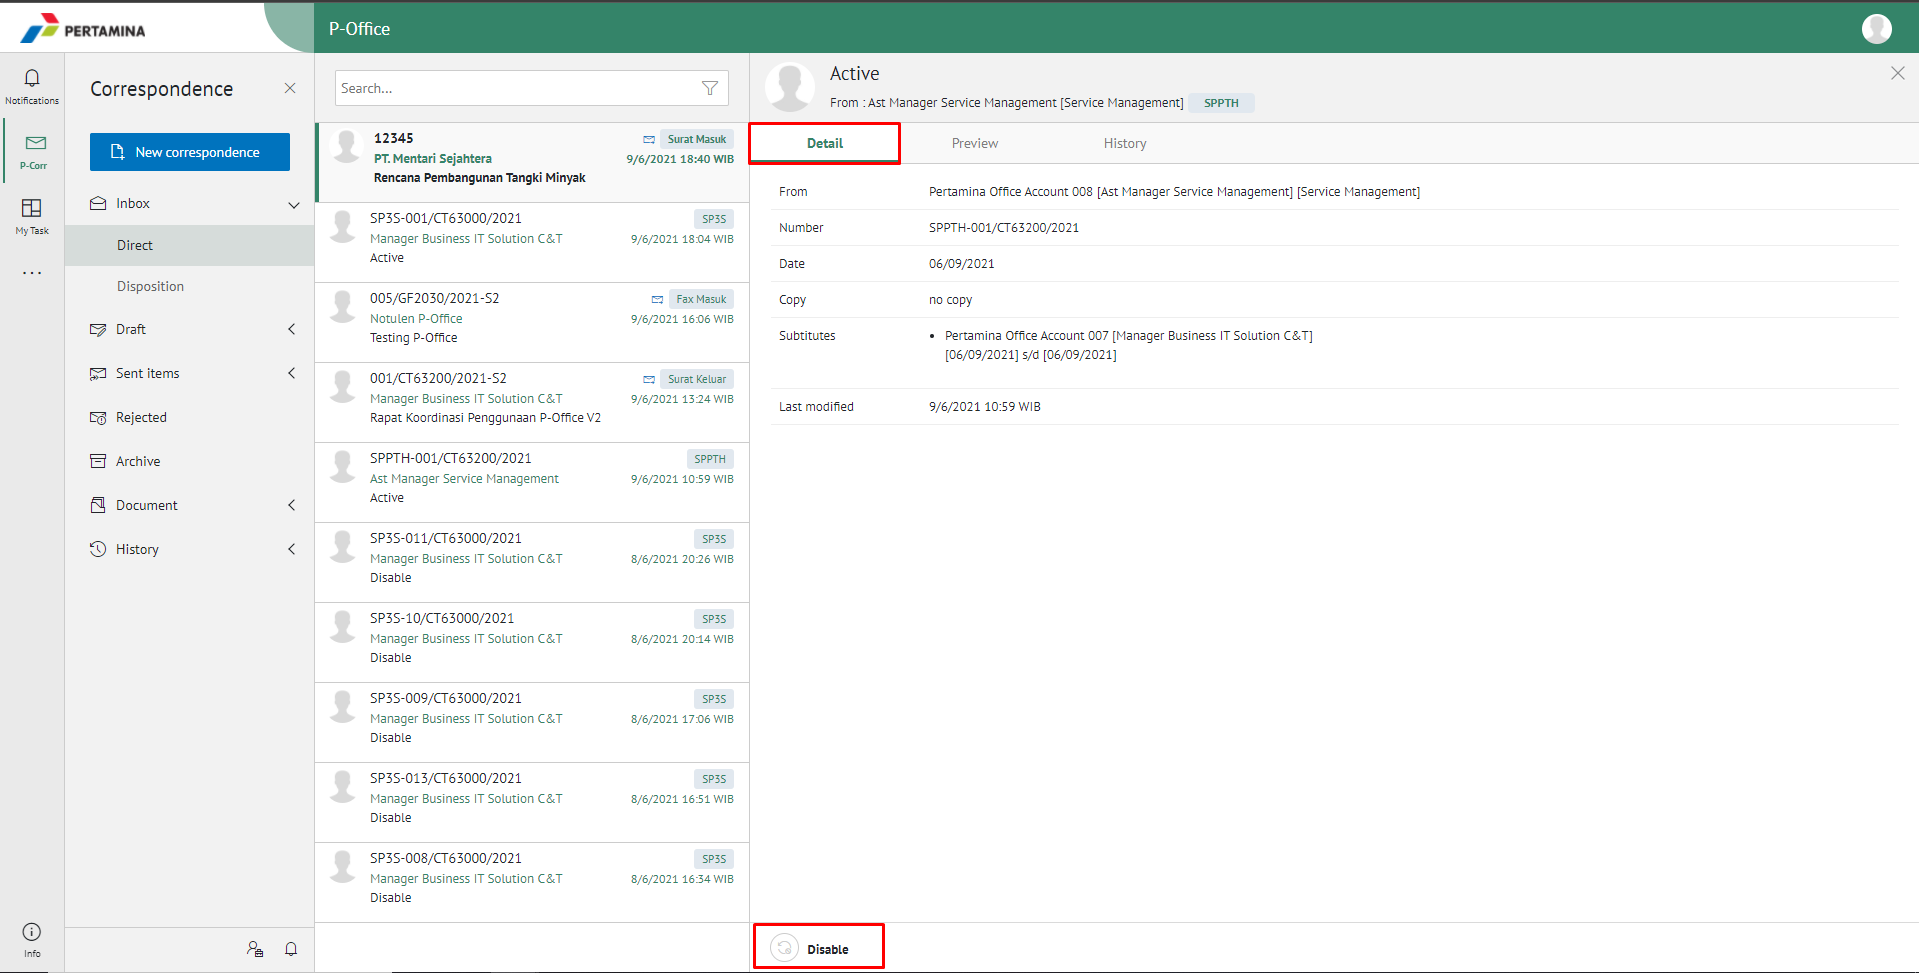 PERTAMINA
P-Office
Notifications
P-Corr
My Task
Info
Correspondence
New correspondence
Inbox
Direct
Disposition
Draft
Sent items
Rejected
Archive
Document
History
Search...
12345
Surat Masuk
PT. Mentari Sejahtera
9/6/2021 18:40 WIB
Rencana Pembangunan Tangki Minyak
SP3S-001/CT63000/2021
SP3S
Manager Business IT Solution C&T
9/6/2021 18:04 WIB
Active
005/GF2030/2021-S2
Fax Masuk
Notulen P-Office
9/6/2021 16:06 WIB
Testing P-Office
001/CT63200/2021-S2
Surat Keluar
Manager Business IT Solution C&T
9/6/2021 13:24 WIB
Rapat Koordinasi Penggunaan P-Office V2
SPPTH-001/CT63200/2021
SPPTH
Ast Manager Service Management
9/6/2021 10:59 WIB
Active
SP3S-011/CT63000/2021
SP3S
Manager Business IT Solution C&T
8/6/2021 20:26 WIB
Disable
SP3S-10/CT63000/2021
SP3S
Manager Business IT Solution C&T
8/6/2021 20:14 WIB
Disable
SP3S-009/CT63000/2021
SP3S
Manager Business IT Solution C&T
8/6/2021 17:06 WIB
Disable
SP3S-013/CT63000/2021
SP3S
Manager Business IT Solution C&T
8/6/2021 16:51 WIB
Disable
SP3S-008/CT63000/2021
SP3S
Manager Business IT Solution C&T
8/6/2021 16:34 WIB
Disable
Active
From : Ast Manager Service Management [Service Management] SPPTH
Detail Preview History
From Pertamina Office Account 008 [Ast Manager Service Management] [Service Management]
Number SPPTH-001/CT63200/2021
Date 06/09/2021
Copy no copy
Subtitutes • Pertamina Office Account 007 [Manager Business IT Solution C&T]
[06/09/2021] s/d [06/09/2021]
Last modified 9/6/2021 10:59 WIB
Disable